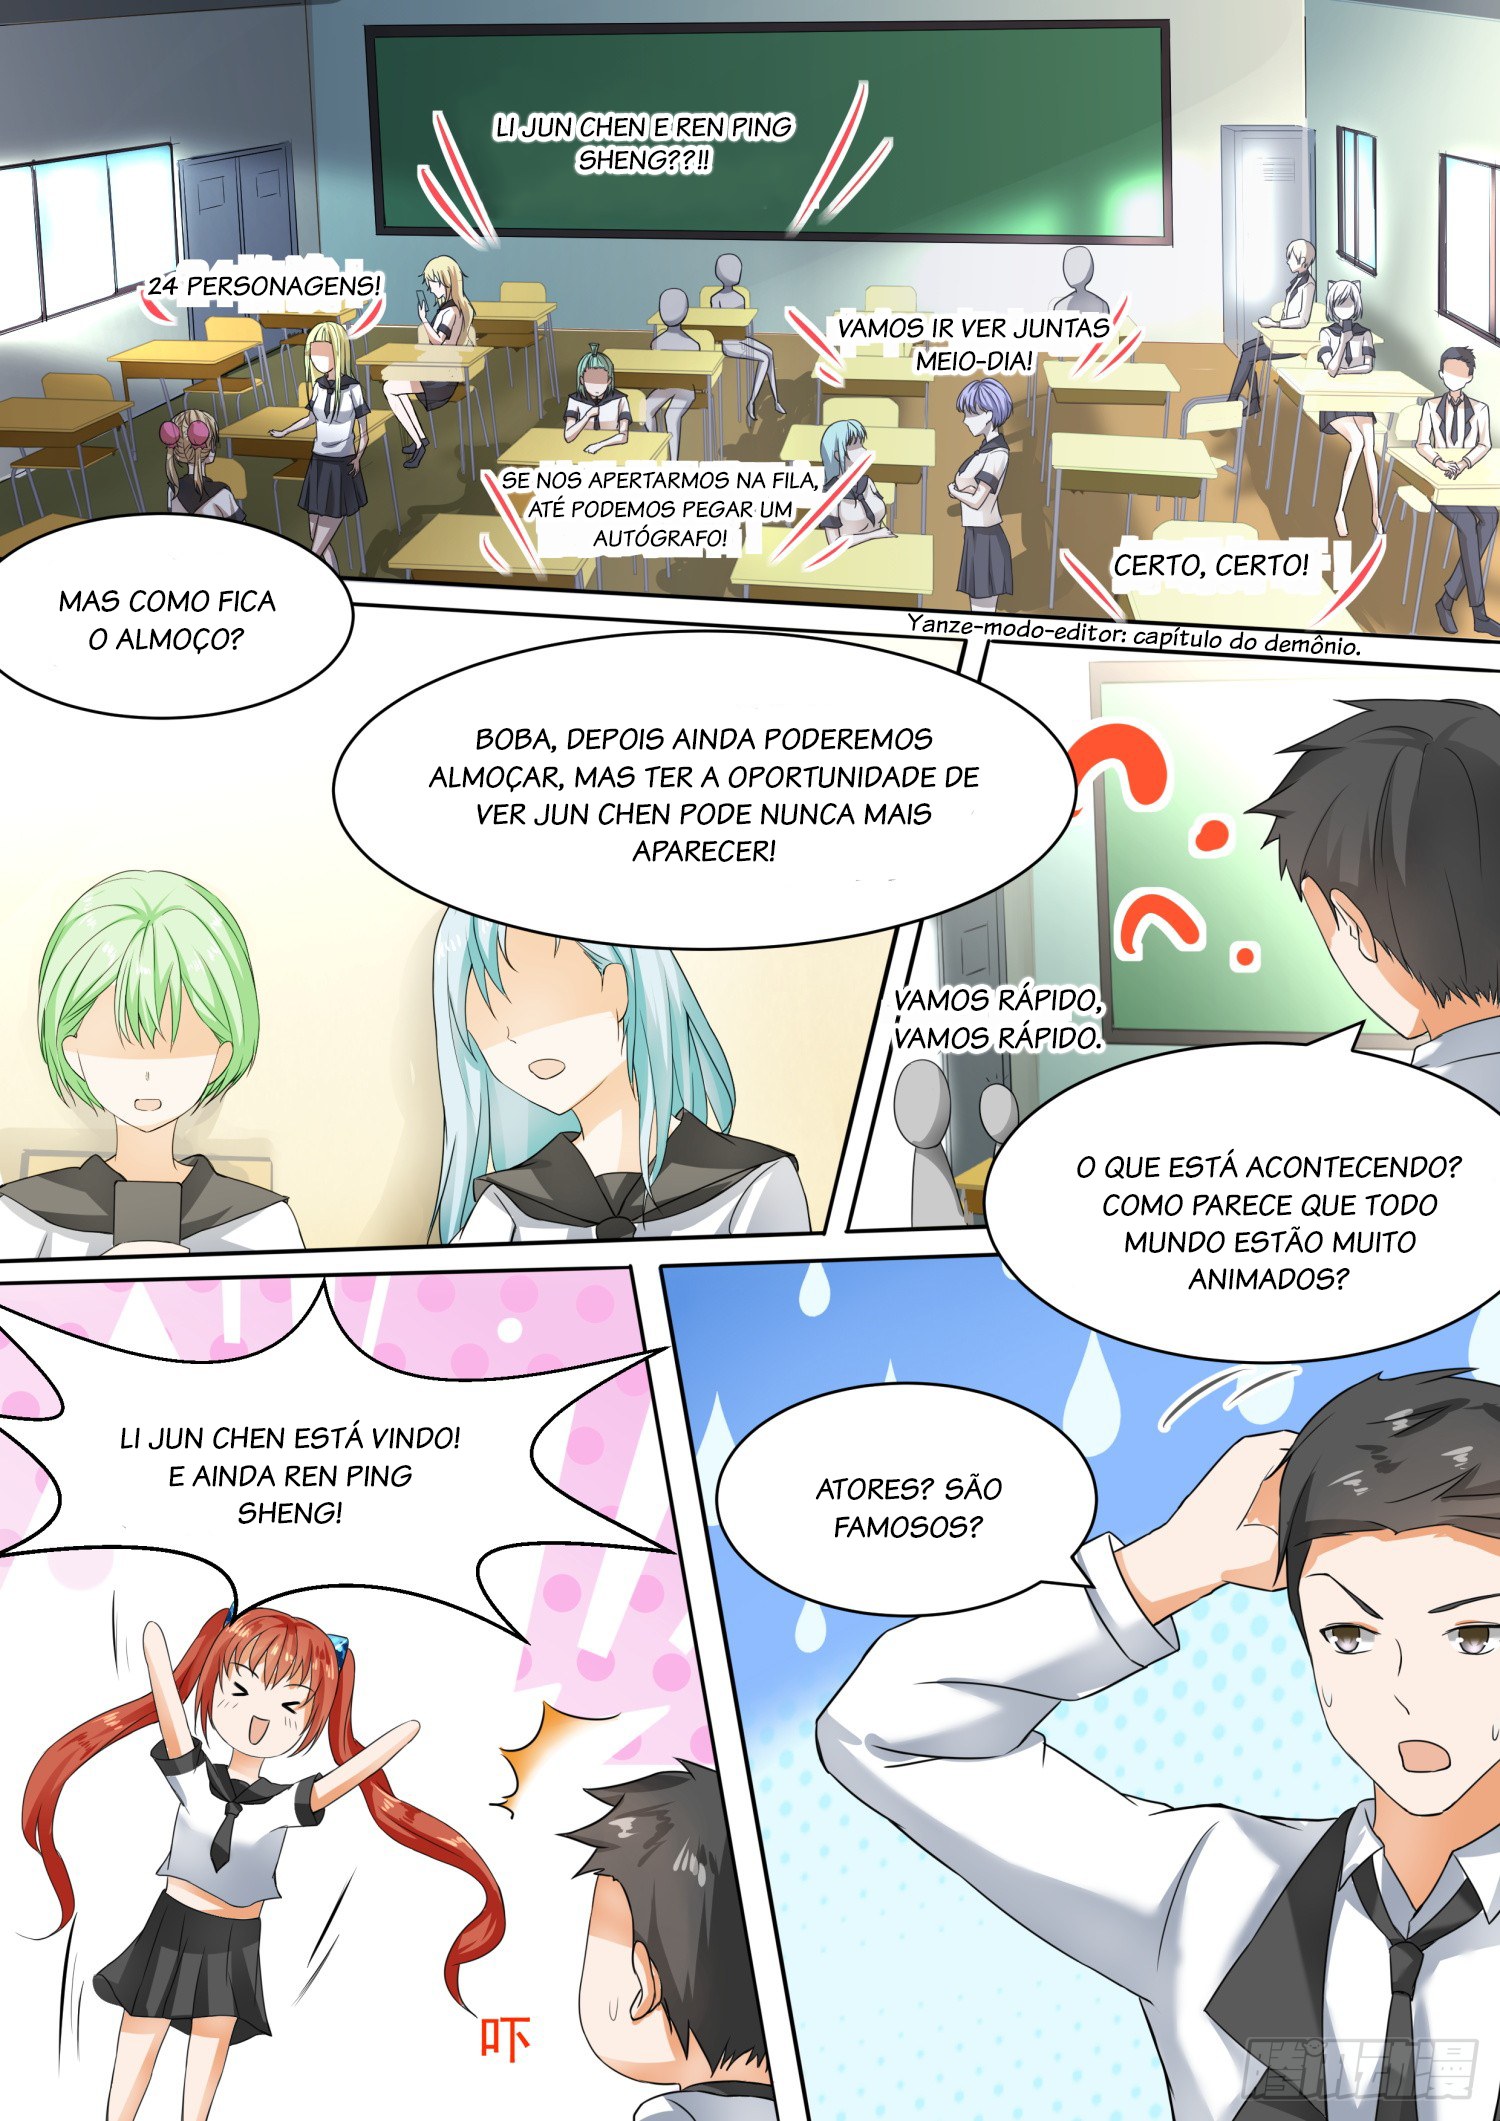 LI JUN CHEN E REN PING
SHENG??!!
24 PERSONAGENS!
VAMOS IR VER JUNTAS
MEIO-DIA!
SE NOS APERTARMOS NA FILA,
ATÉ PODEMOS PEGAR UM
AUTÓGRAFO!
CERTO, CERTO!
Yanze-modo-editor: capítulo do demônio.
MAS COMO FICA
O ALMOÇO?
BOBA, DEPOIS AINDA PODEREMOS
ALMOÇAR, MAS TER A OPORTUNIDADE DE
VER JUN CHEN PODE NUNCA MAIS
APARECER!
VAMOS RÁPIDO,
VAMOS RÁPIDO.
O QUE ESTÁ ACONTECENDO?
COMO PARECE QUE TODO
MUNDO ESTÃO MUITO
ANIMADOS?
LI JUN CHEN ESTÁ VINDO!
E AINDA REN PING
SHENG!
ATORES? SÃO
FAMOSOS?
吓
腾讯动漫